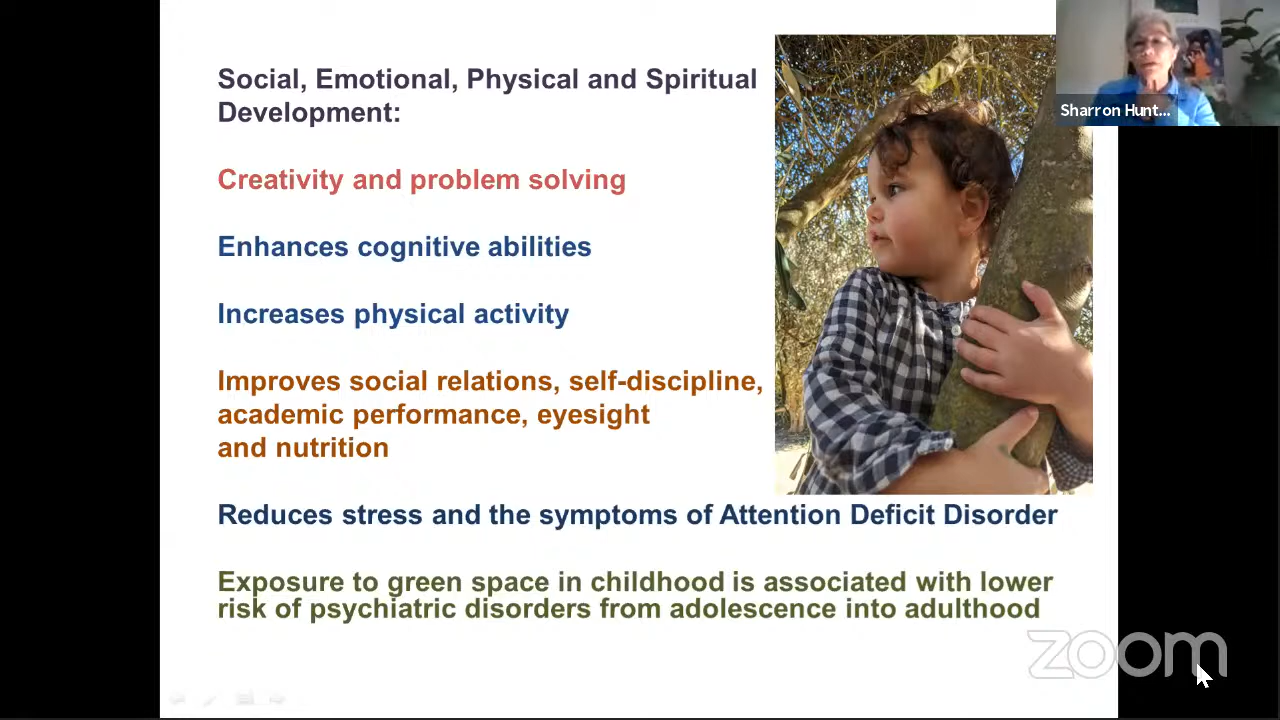 Social, Emotional, Physical and Spiritual
Development:
Creativity and problem solving
Enhances cognitive abilities
Increases physical activity
Improves social relations, self-discipline,
academic performance, eyesight
and nutrition
Reduces stress and the symptoms of Attention Deficit Disorder
Exposure to green space in childhood is associated with lower
risk of psychiatric disorders from adolescence into adulthood
Sharron Hunt...
zoom